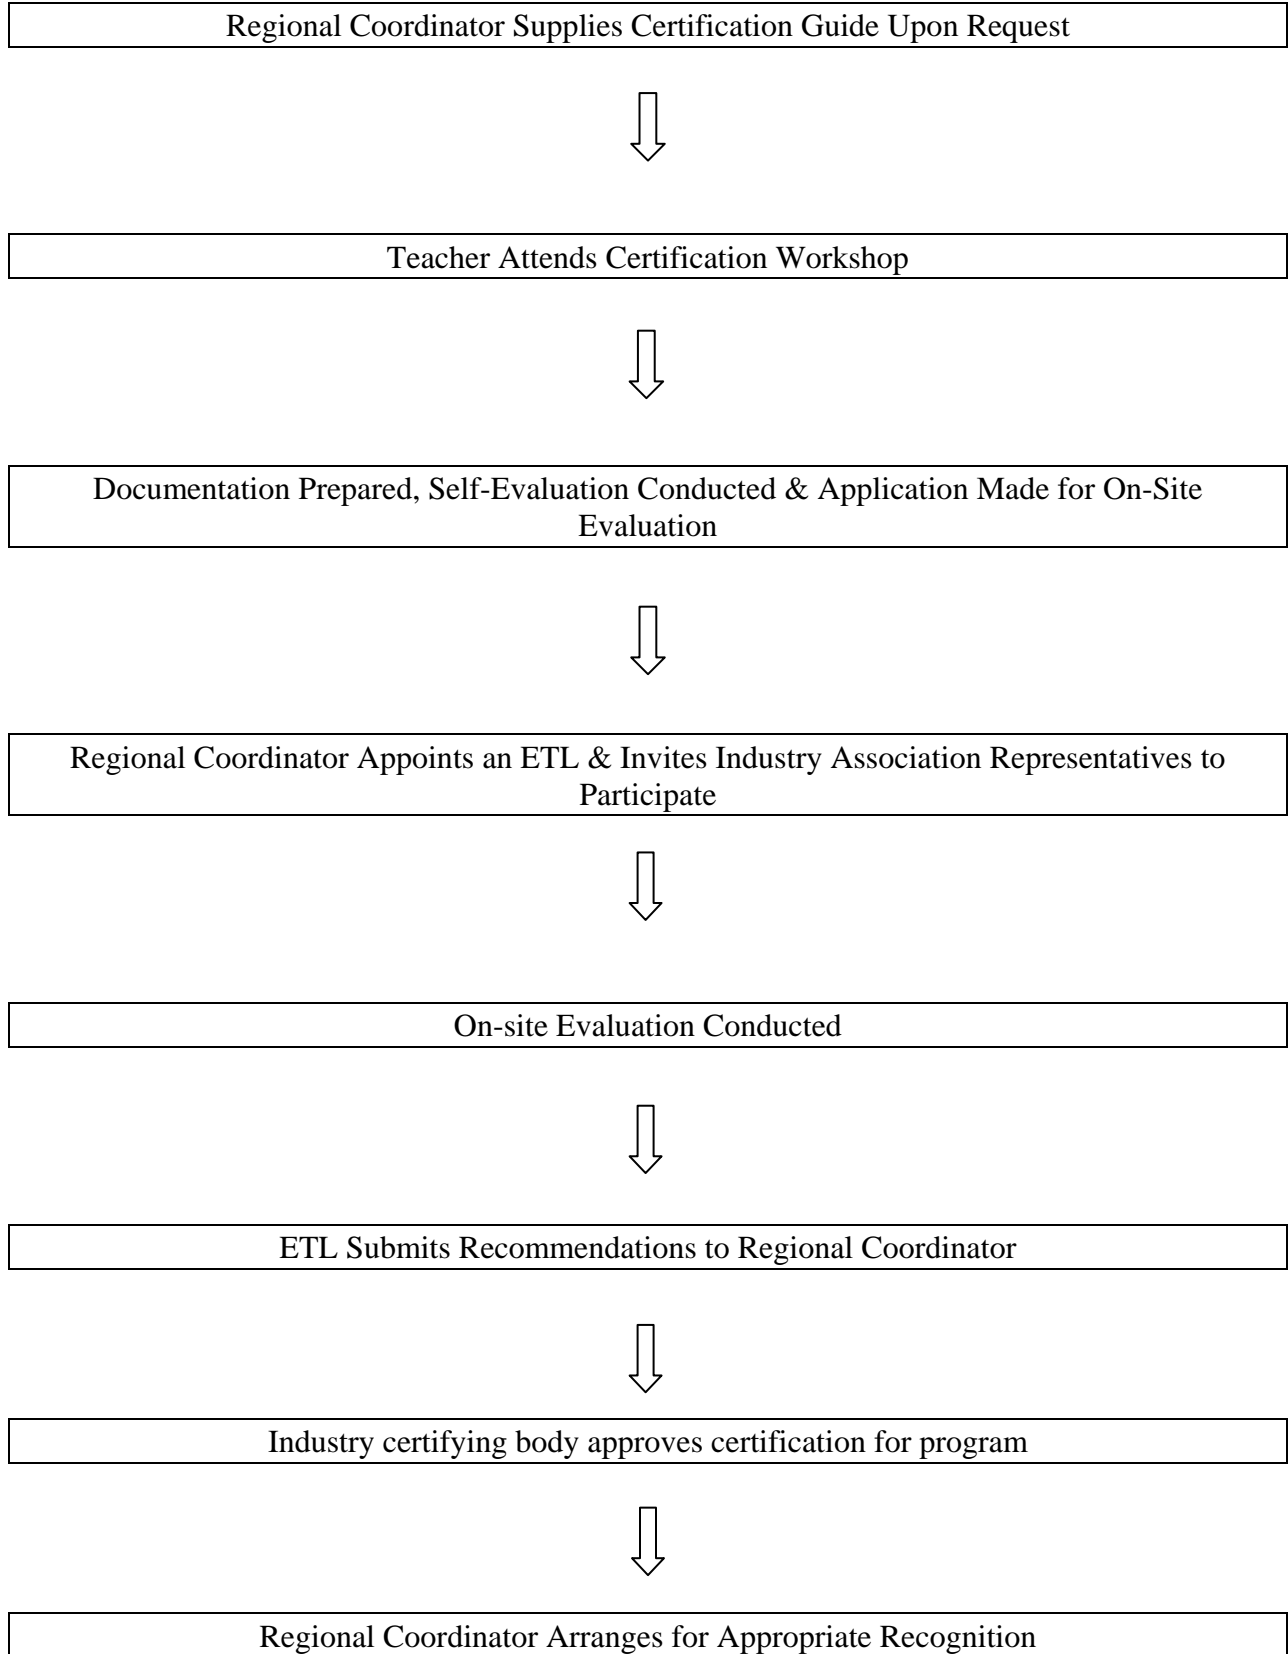 Regional Coordinator Supplies Certification Guide Upon Request
Teacher Attends Certification Workshop
Documentation Prepared, Self-Evaluation Conducted & Application Made for On-Site
Evaluation
Regional Coordinator Appoints an ETL & Invites Industry Association Representatives to
Participate
On-site Evaluation Conducted
ETL Submits Recommendations to Regional Coordinator
Industry certifying body approves certification for program
Regional Coordinator Arranges for Appropriate Recognition